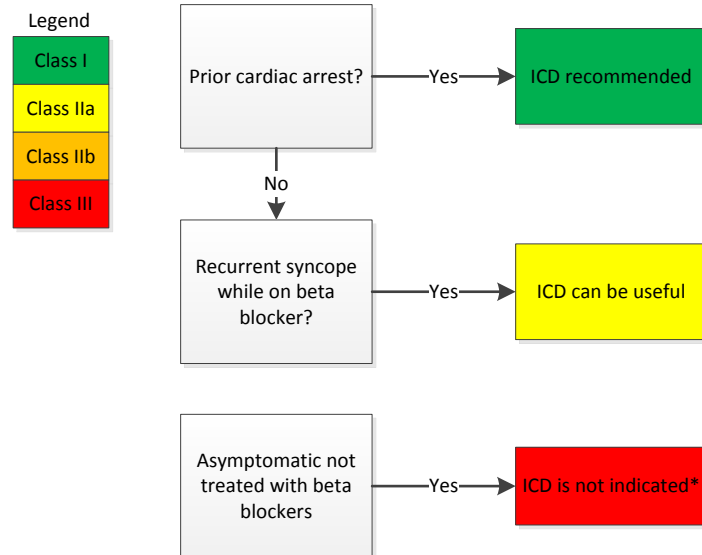 Legend
Class I
Class IIa
Class IIb
Class III
Prior cardiac arrest?
Yes
ICD recommended
No
Recurrent syncope
while on beta
blocker?
Yes
ICD can be useful
Asymptomatic not
treated with beta
blockers
Yes
ICD is not indicated*